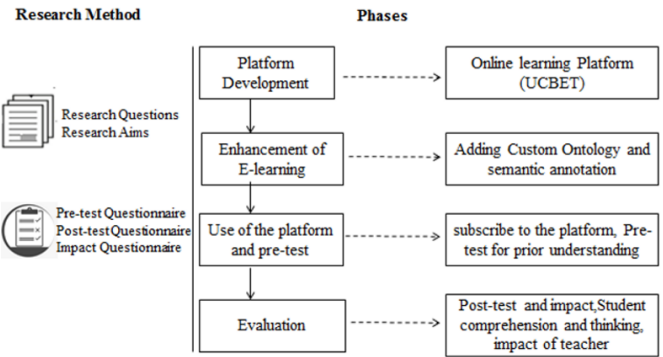 Research Method
Phases
Research Questions
Research Aims
Pre-test Questionnaire
Post-test Questionnaire
Impact Questionnaire
Platform
Development
Online learning Platform
(UCBET)
Enhancement of
E-learning
Adding Custom Ontology and
semantic annotation
Use of the platform
and pre-test
subscribe to the platform, Pre-
test for prior understanding
Evaluation
Post-test and impact,Student
comprehension and thinking,
impact of teacher